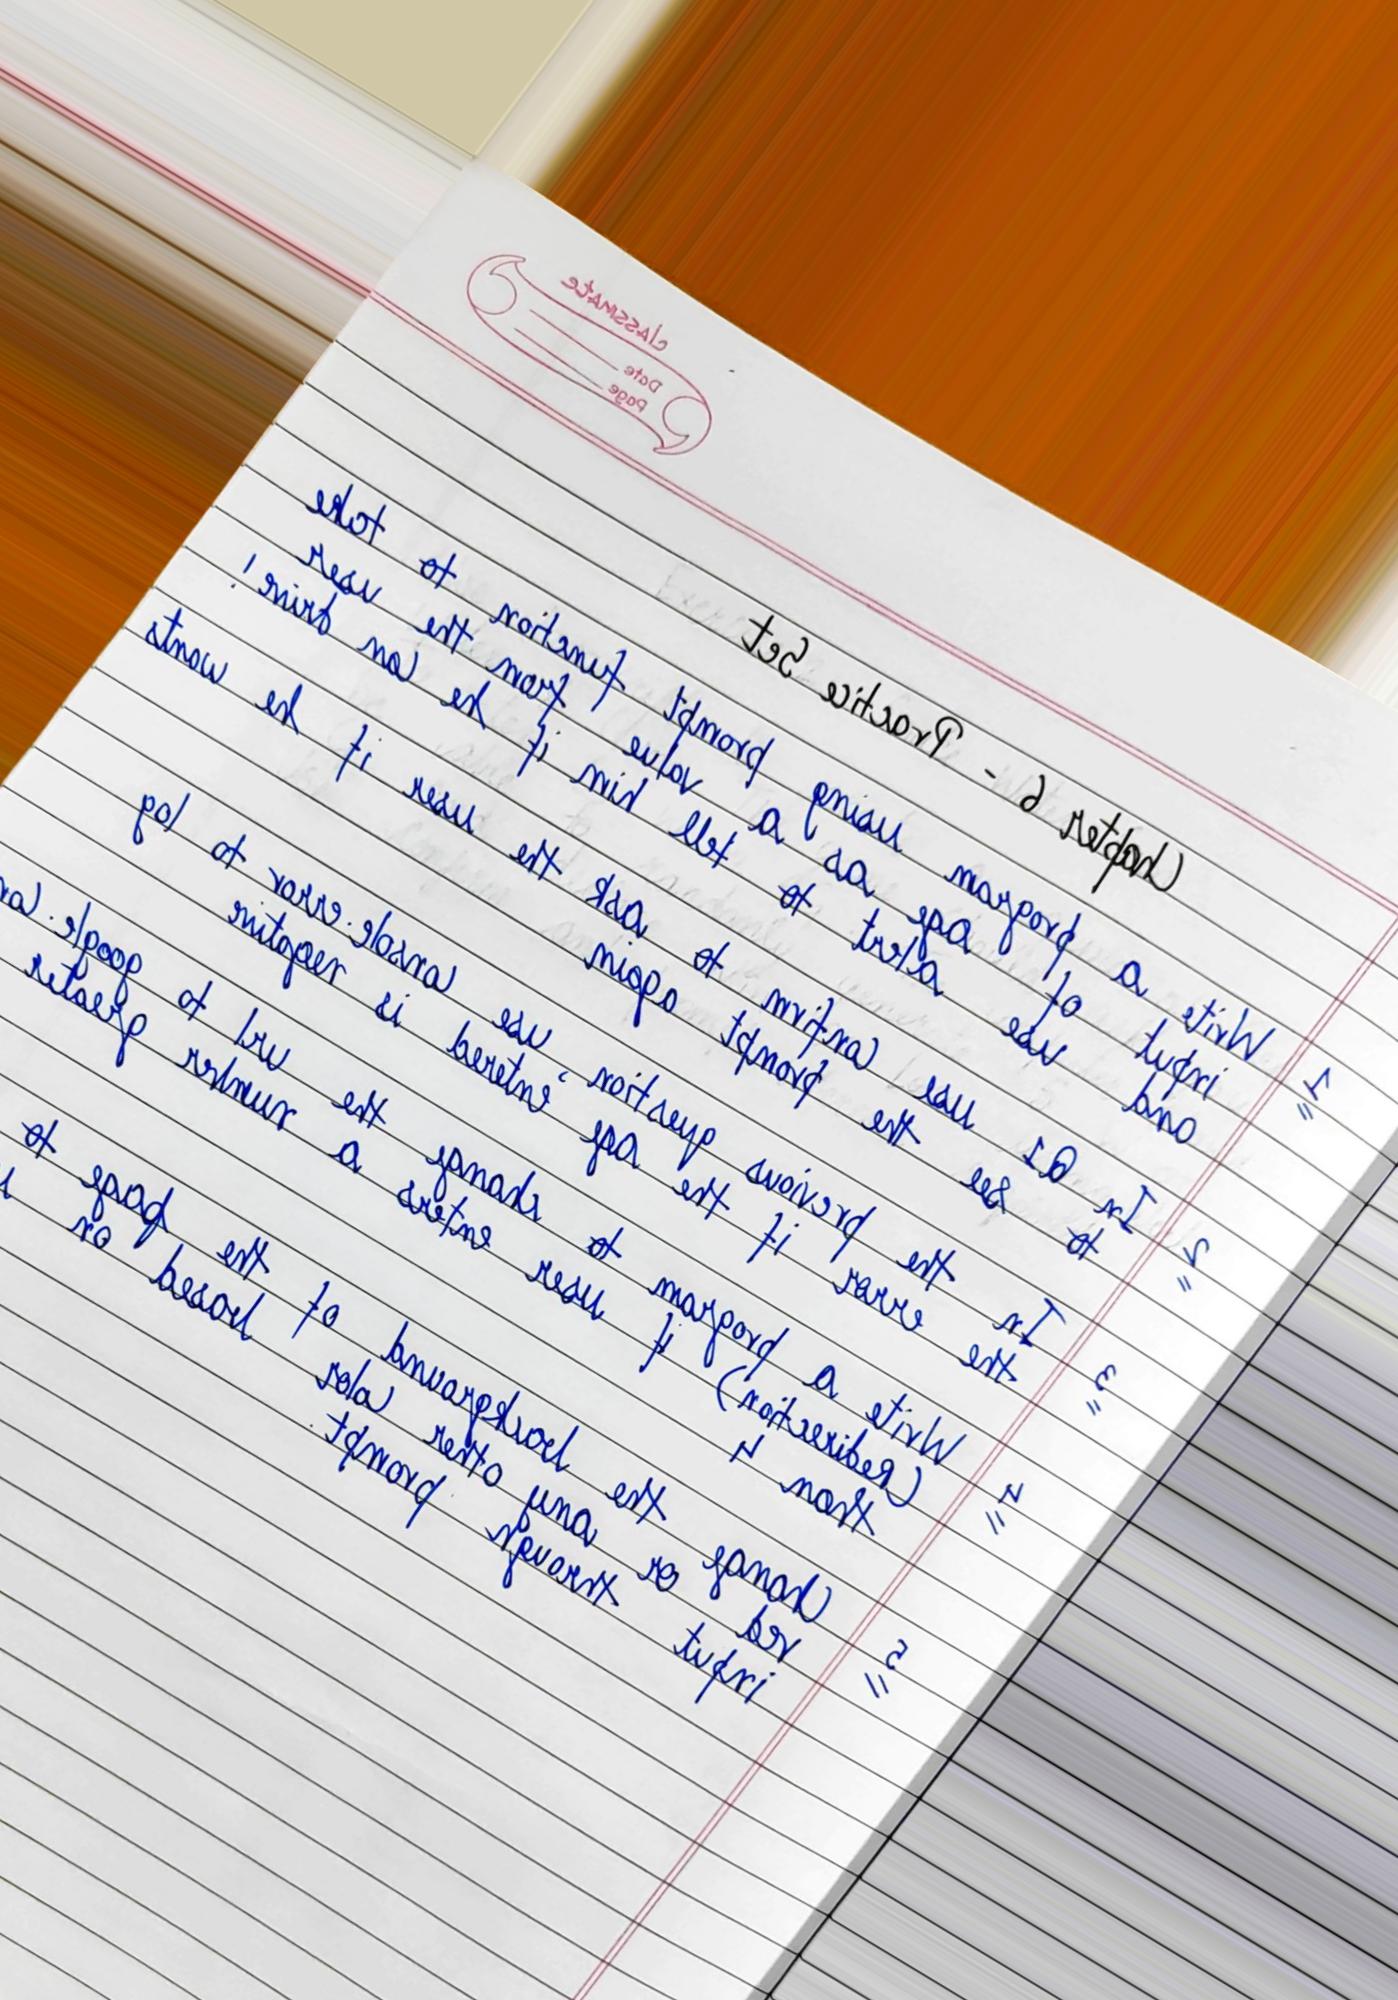 classmate
Date
Page
Chapter 6 - Practice Set
1= Write a program using prompt function to take
input of age as a value from the user
and use alert to tell him if he can drive!
2= In Q1 use confirm to ask the user if he wants
to see the prompt again
3= In the previous question, use console.error to log
the error if the age entered is negative
Write a program to change the url to google.
(Redirection) if user enters a number greater
than 4
5= Change the background of the page to
red or any other color based on
input through prompt.